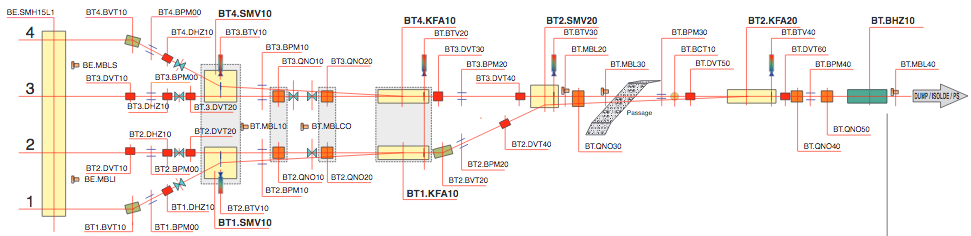 BE.SMH15L1
BT4.BVT10
BT4.BPM00
BT4.DHZ10
BT4.SMV10
BT3.BTV10
BT3.BPM10
BT3.QNO10
BT3.QNO20
BT4.KFA10
BT.BTV20
BT3.DVT30
BT3.BPM20
BT3.DVT40
BT2.SMV20
BT.BTV30
BT.MBL20
BT.MBL30
BT.BPM30
BT.BCT10
BT.DVT50
BT2.KFA20
BT.BTV40
BT.DVT60
BT.BPM40
BT.BHZ10
BT.MBL40
4
BE.MBLS
BT3.DVT10
BT3.BPM00
3
BT3.DHZ10
BT3.DVT20
DUMP / ISOLDE / PS
Passage
BT2.DHZ10
BT2.DVT20
BT.MBL10
BT.MBLCO
2
BT2.DVT10
BT2.BPM00
BE.MBLI
BT2.BPM10
BT2.QNO10
BT2.QNO20
BT1.KFA10
BT2.BVT20
BT2.BPM20
BT2.DVT40
BT.QNO30
BT.QNO40
BT.QNO50
1
BT1.BVT10
BT1.BPM00
BT1.DHZ10
BT2.BTV10
BT1.SMV10